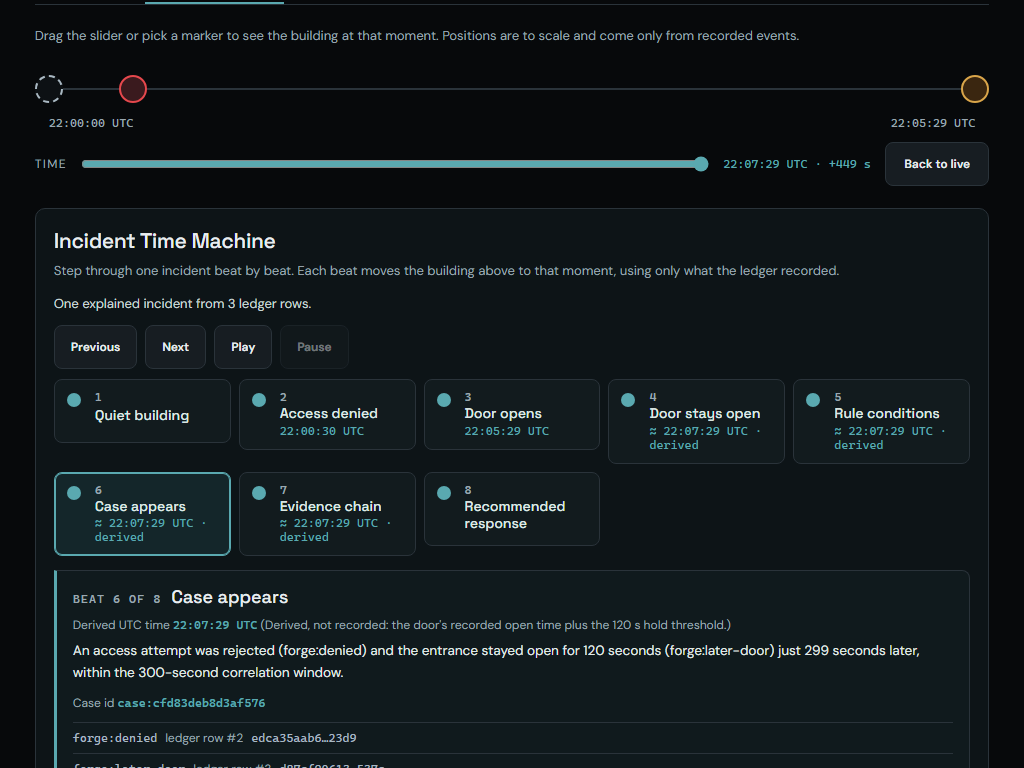 Drag the slider or pick a marker to see the building at that moment. Positions are to scale and come only from recorded events.
22:00:00 UTC
22:05:29 UTC
TIME
22:07:29 UTC · +449 s
Back to live
Incident Time Machine
Step through one incident beat by beat. Each beat moves the building above to that moment, using only what the ledger recorded.
One explained incident from 3 ledger rows.
Previous
Next
Play
Pause
1
Quiet building
2
Access denied
22:00:30 UTC
3
Door opens
22:05:29 UTC
4
Door stays open
≈ 22:07:29 UTC ·
derived
5
Rule conditions
≈ 22:07:29 UTC ·
derived
6
Case appears
≈ 22:07:29 UTC ·
derived
7
Evidence chain
≈ 22:07:29 UTC ·
derived
8
Recommended
response
BEAT 6 OF 8 Case appears
Derived UTC time 22:07:29 UTC (Derived, not recorded: the door's recorded open time plus the 120 s hold threshold.)
An access attempt was rejected (forge:denied) and the entrance stayed open for 120 seconds (forge:later-door) just 299 seconds later,
within the 300-second correlation window.
Case id case:cfd83deb8d3af576
forge:denied ledger row #2 edca35aab6…23d9